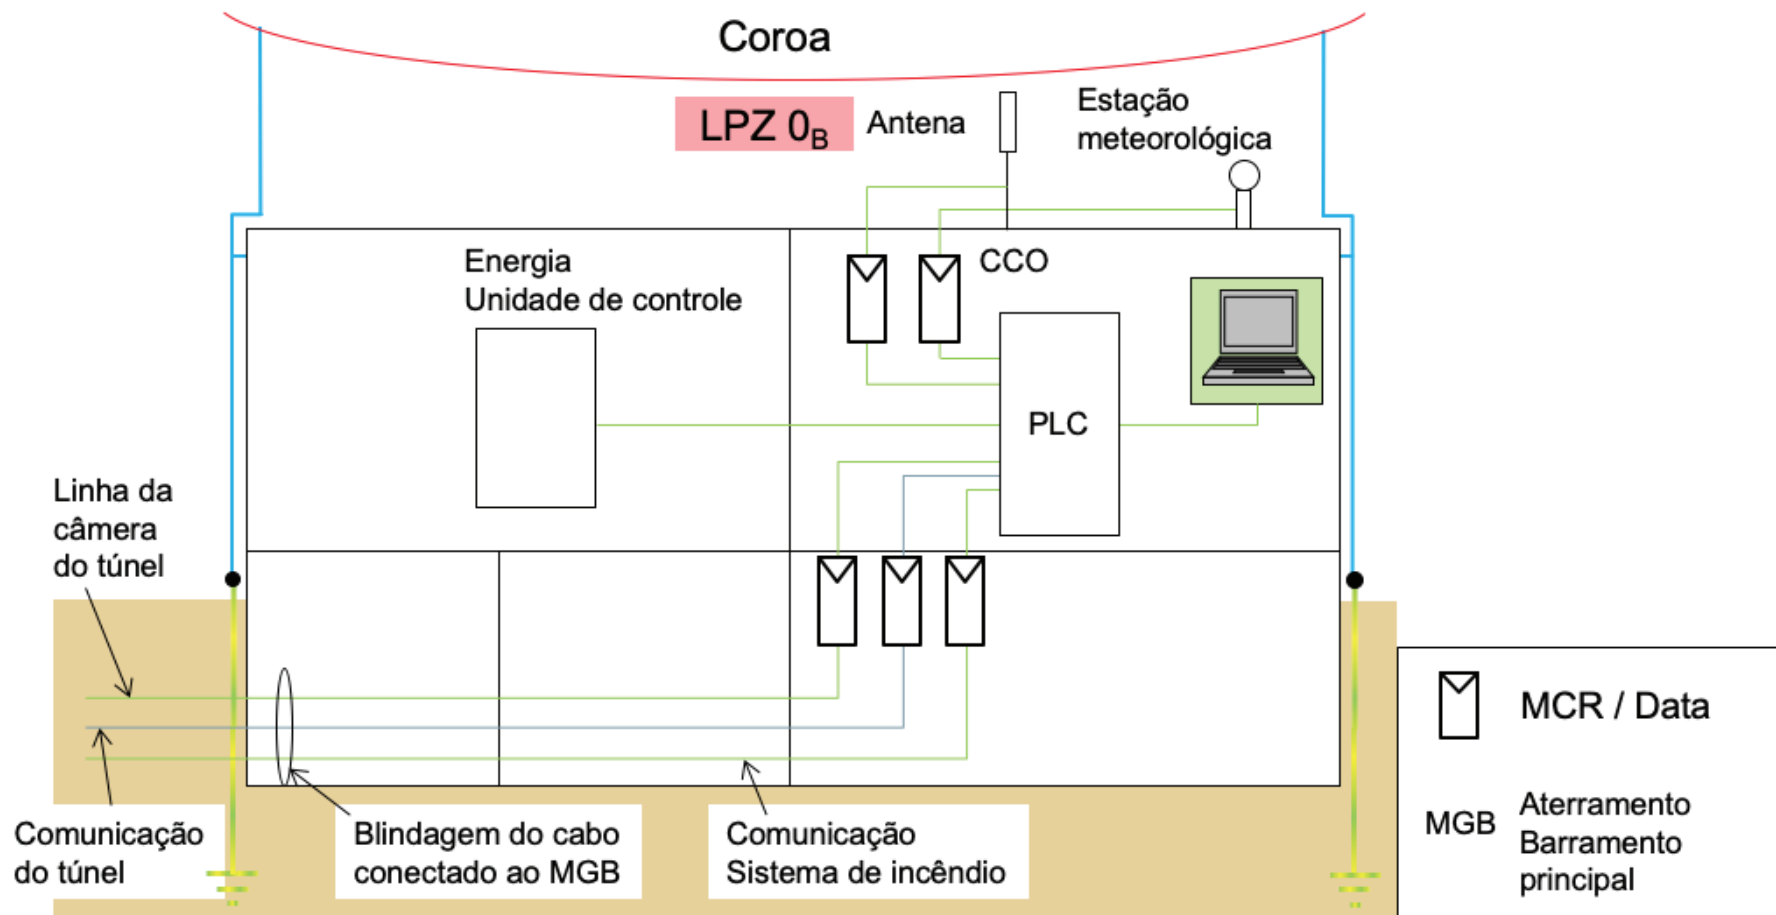 Coroa
LPZ 0B
Antena
Estação
meteorológica
Energia
Unidade de controle
CCO
PLC
Linha da
câmera
do túnel
Comunicação
do túnel
Blindagem do cabo
conectado ao MGB
Comunicação
Sistema de incêndio
MCR / Data
MGB
Aterramento
Barramento
principal